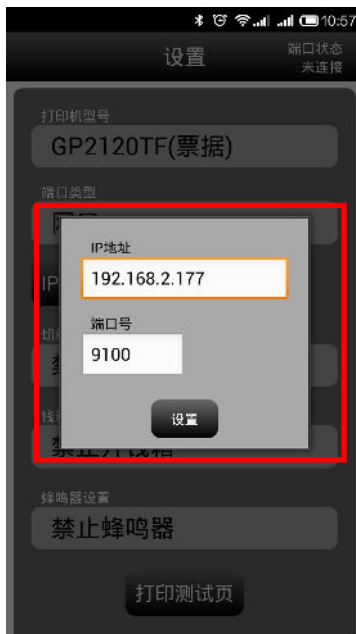 10:57
设置
端口状态
未连接
打印机型号
GP2120TF(票据)
端口类型
IP
IP地址
192.168.2.177
端口号
9100
设置
蜂鸣器设置
禁止蜂鸣器
打印测试页